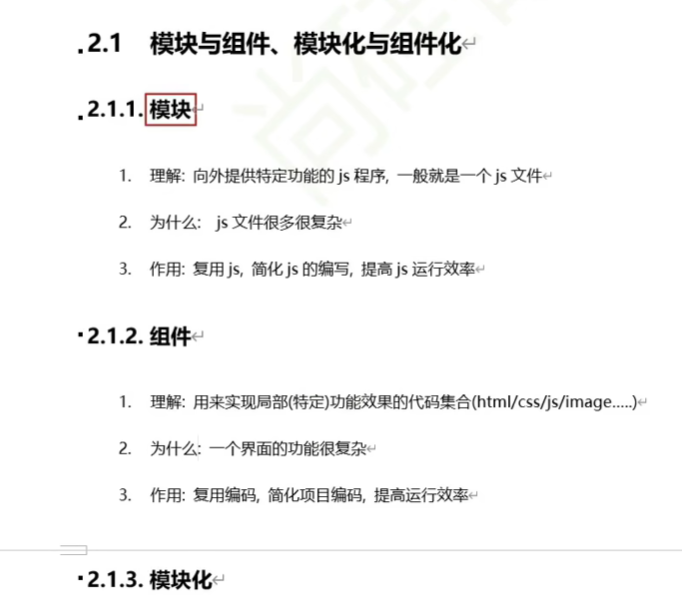 2.1 模块与组件、模块化与组件化
2.1.1. 模块
1. 理解: 向外提供特定功能的 js 程序, 一般就是一个 js 文件
2. 为什么: js 文件很多很复杂
3. 作用: 复用 js, 简化 js 的编写, 提高 js 运行效率
2.1.2. 组件
1. 理解: 用来实现局部(特定)功能效果的代码集合(html/css/js/image.....)
2. 为什么: 一个界面的功能很复杂
3. 作用: 复用编码, 简化项目编码, 提高运行效率
2.1.3. 模块化